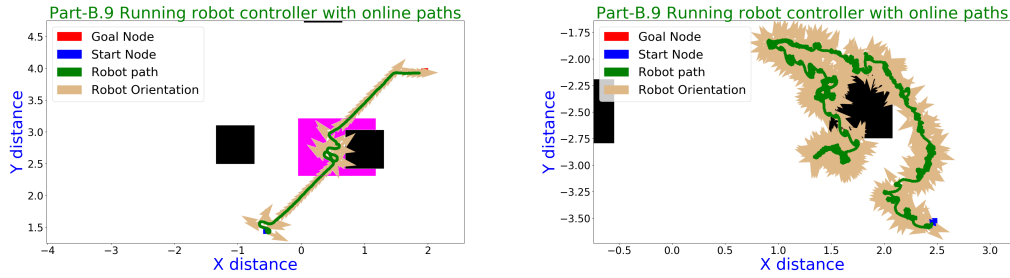 Part-B.9 Running robot controller with online paths
4.5
4.0
3.5
3.0
2.5
2.0
1.5
Y distance
Goal Node
Start Node
Robot path
Robot Orientation
−4
−3
−2
−1
0
1
2
X distance
Part-B.9 Running robot controller with online paths
−1.75
−2.00
−2.25
−2.50
−2.75
−3.00
−3.25
−3.50
Y distance
Goal Node
Start Node
Robot path
Robot Orientation
−0.5
0.0
0.5
1.0
1.5
2.0
2.5
3.0
X distance